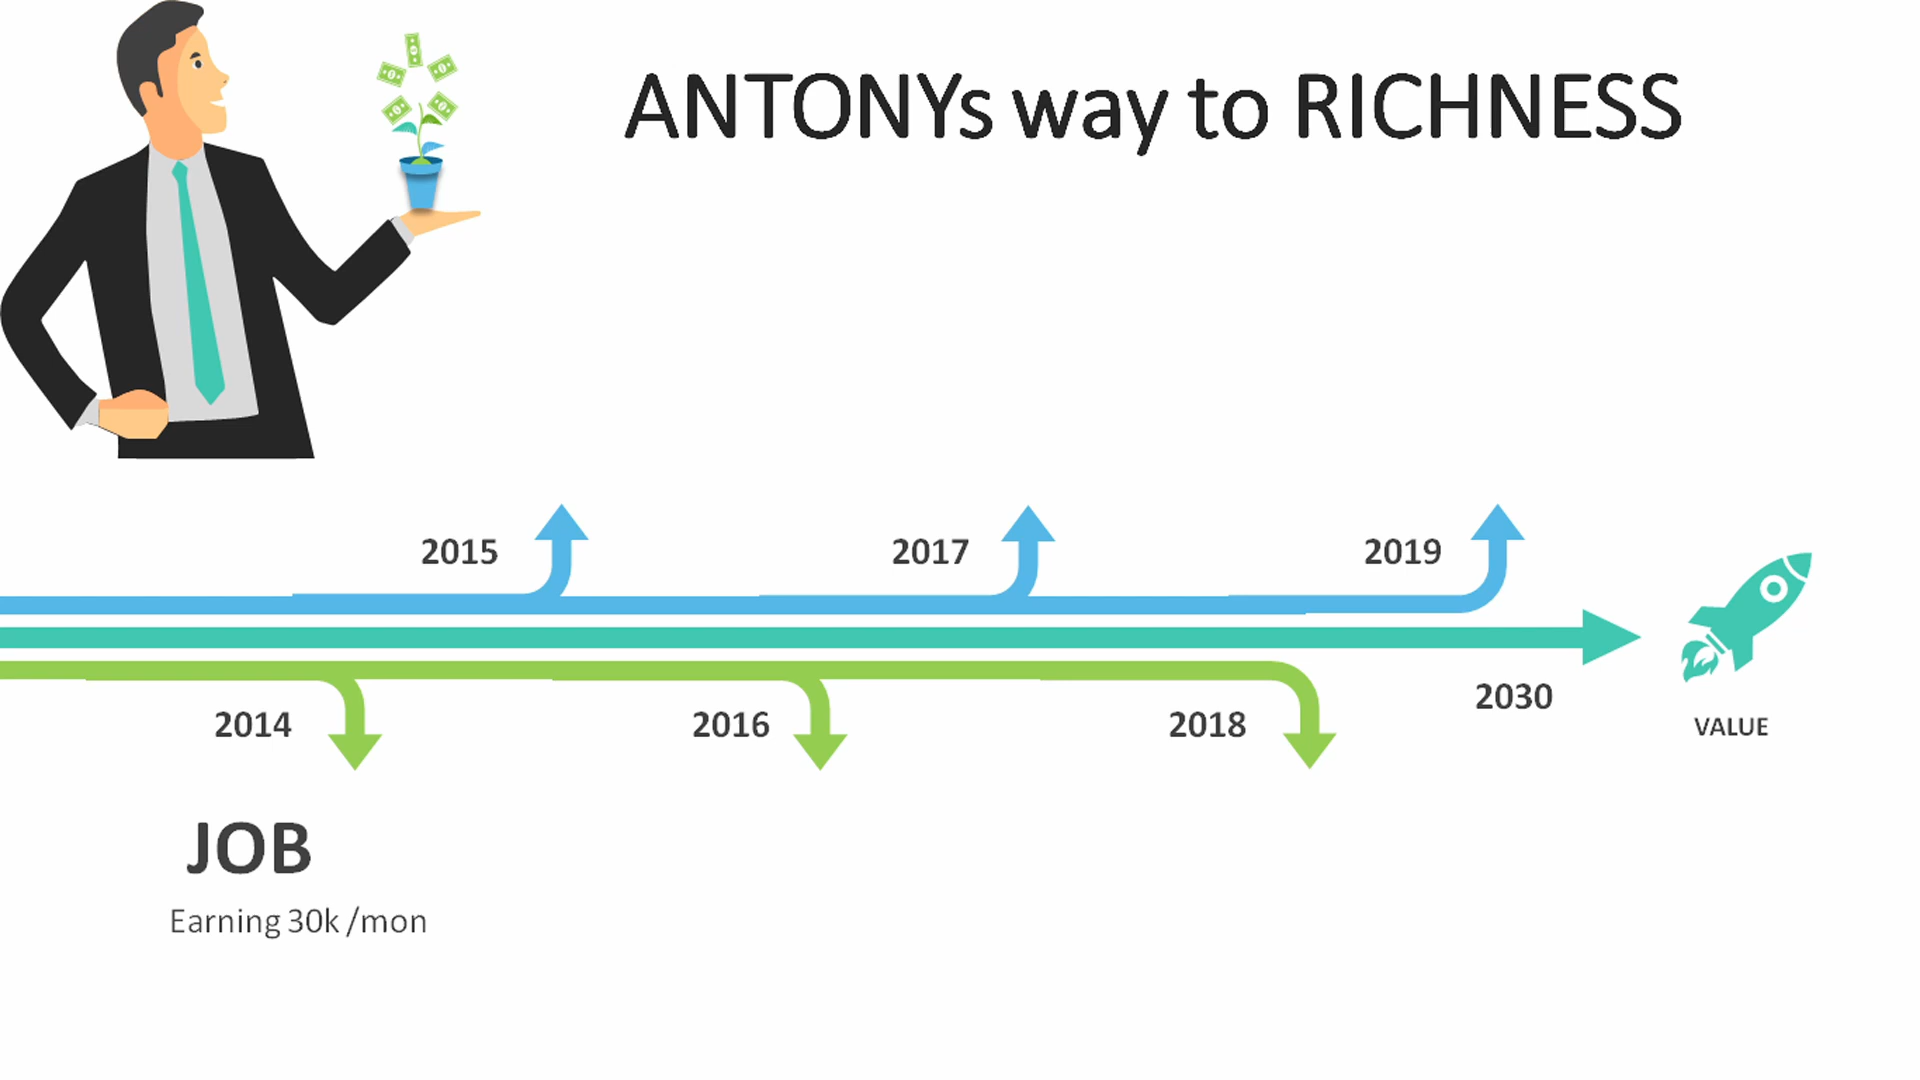 ANTONYs way to RICHNESS
2015
2017
2019
2014
2016
2018
2030
VALUE
JOB
Earning 30k /mon